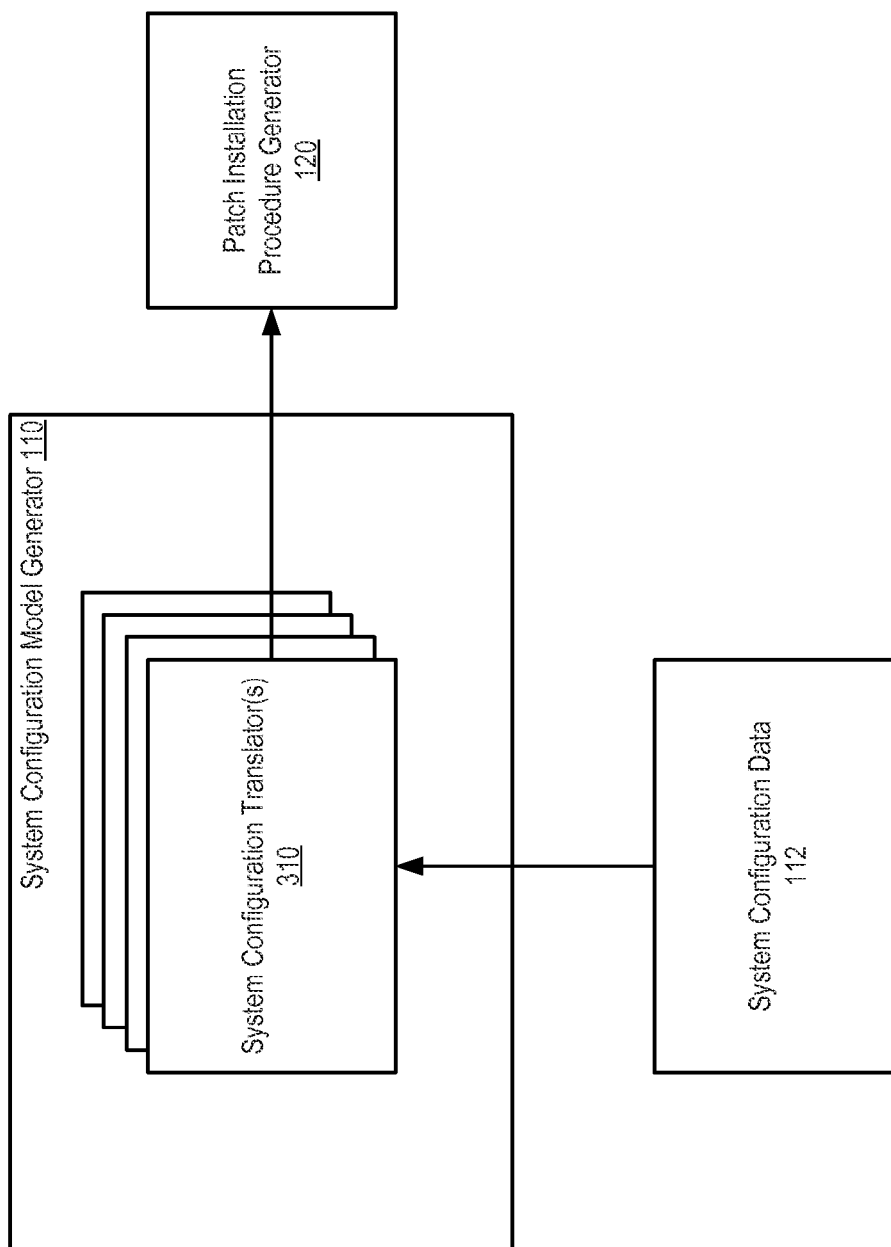 System Configuration Model Generator 110
System Configuration Translator(s)
310
Patch Installation
Procedure Generator
120
System Configuration Data
112